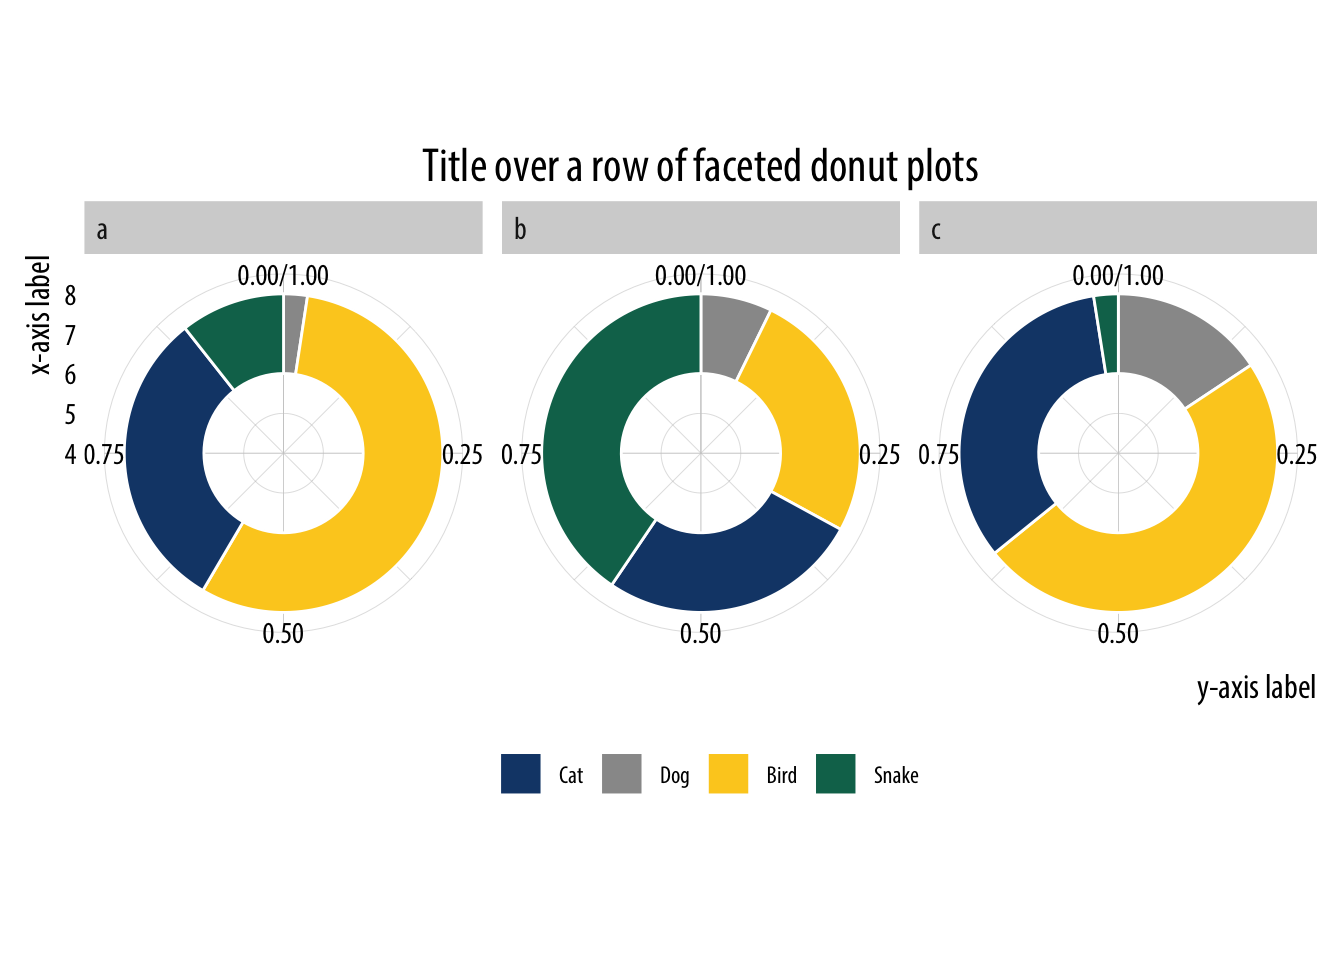 Title over a row of faceted donut plots
a
b
c
x-axis label
8
7
6
5
4
0.00/1.00
0.75
0.25
0.50
0.00/1.00
0.75
0.25
0.50
0.00/1.00
0.75
0.25
0.50
y-axis label
Cat
Dog
Bird
Snake